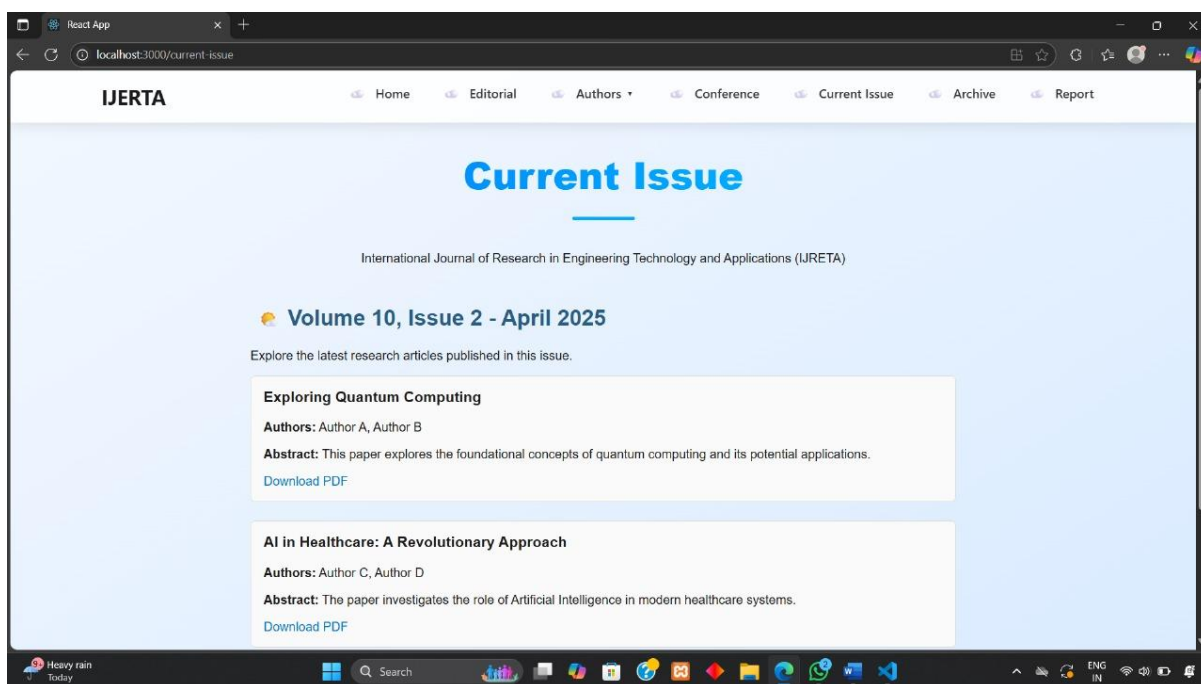 React App
localhost:3000/current-issue
IJERTA
Home Editorial Authors ▾ Conference Current Issue Archive Report
Current Issue
International Journal of Research in Engineering Technology and Applications (IJRETA)
Volume 10, Issue 2 - April 2025
Explore the latest research articles published in this issue.
Exploring Quantum Computing
Authors: Author A, Author B
Abstract: This paper explores the foundational concepts of quantum computing and its potential applications.
Download PDF
AI in Healthcare: A Revolutionary Approach
Authors: Author C, Author D
Abstract: The paper investigates the role of Artificial Intelligence in modern healthcare systems.
Download PDF
9+ Heavy rain
Today
Search
ENG
IN